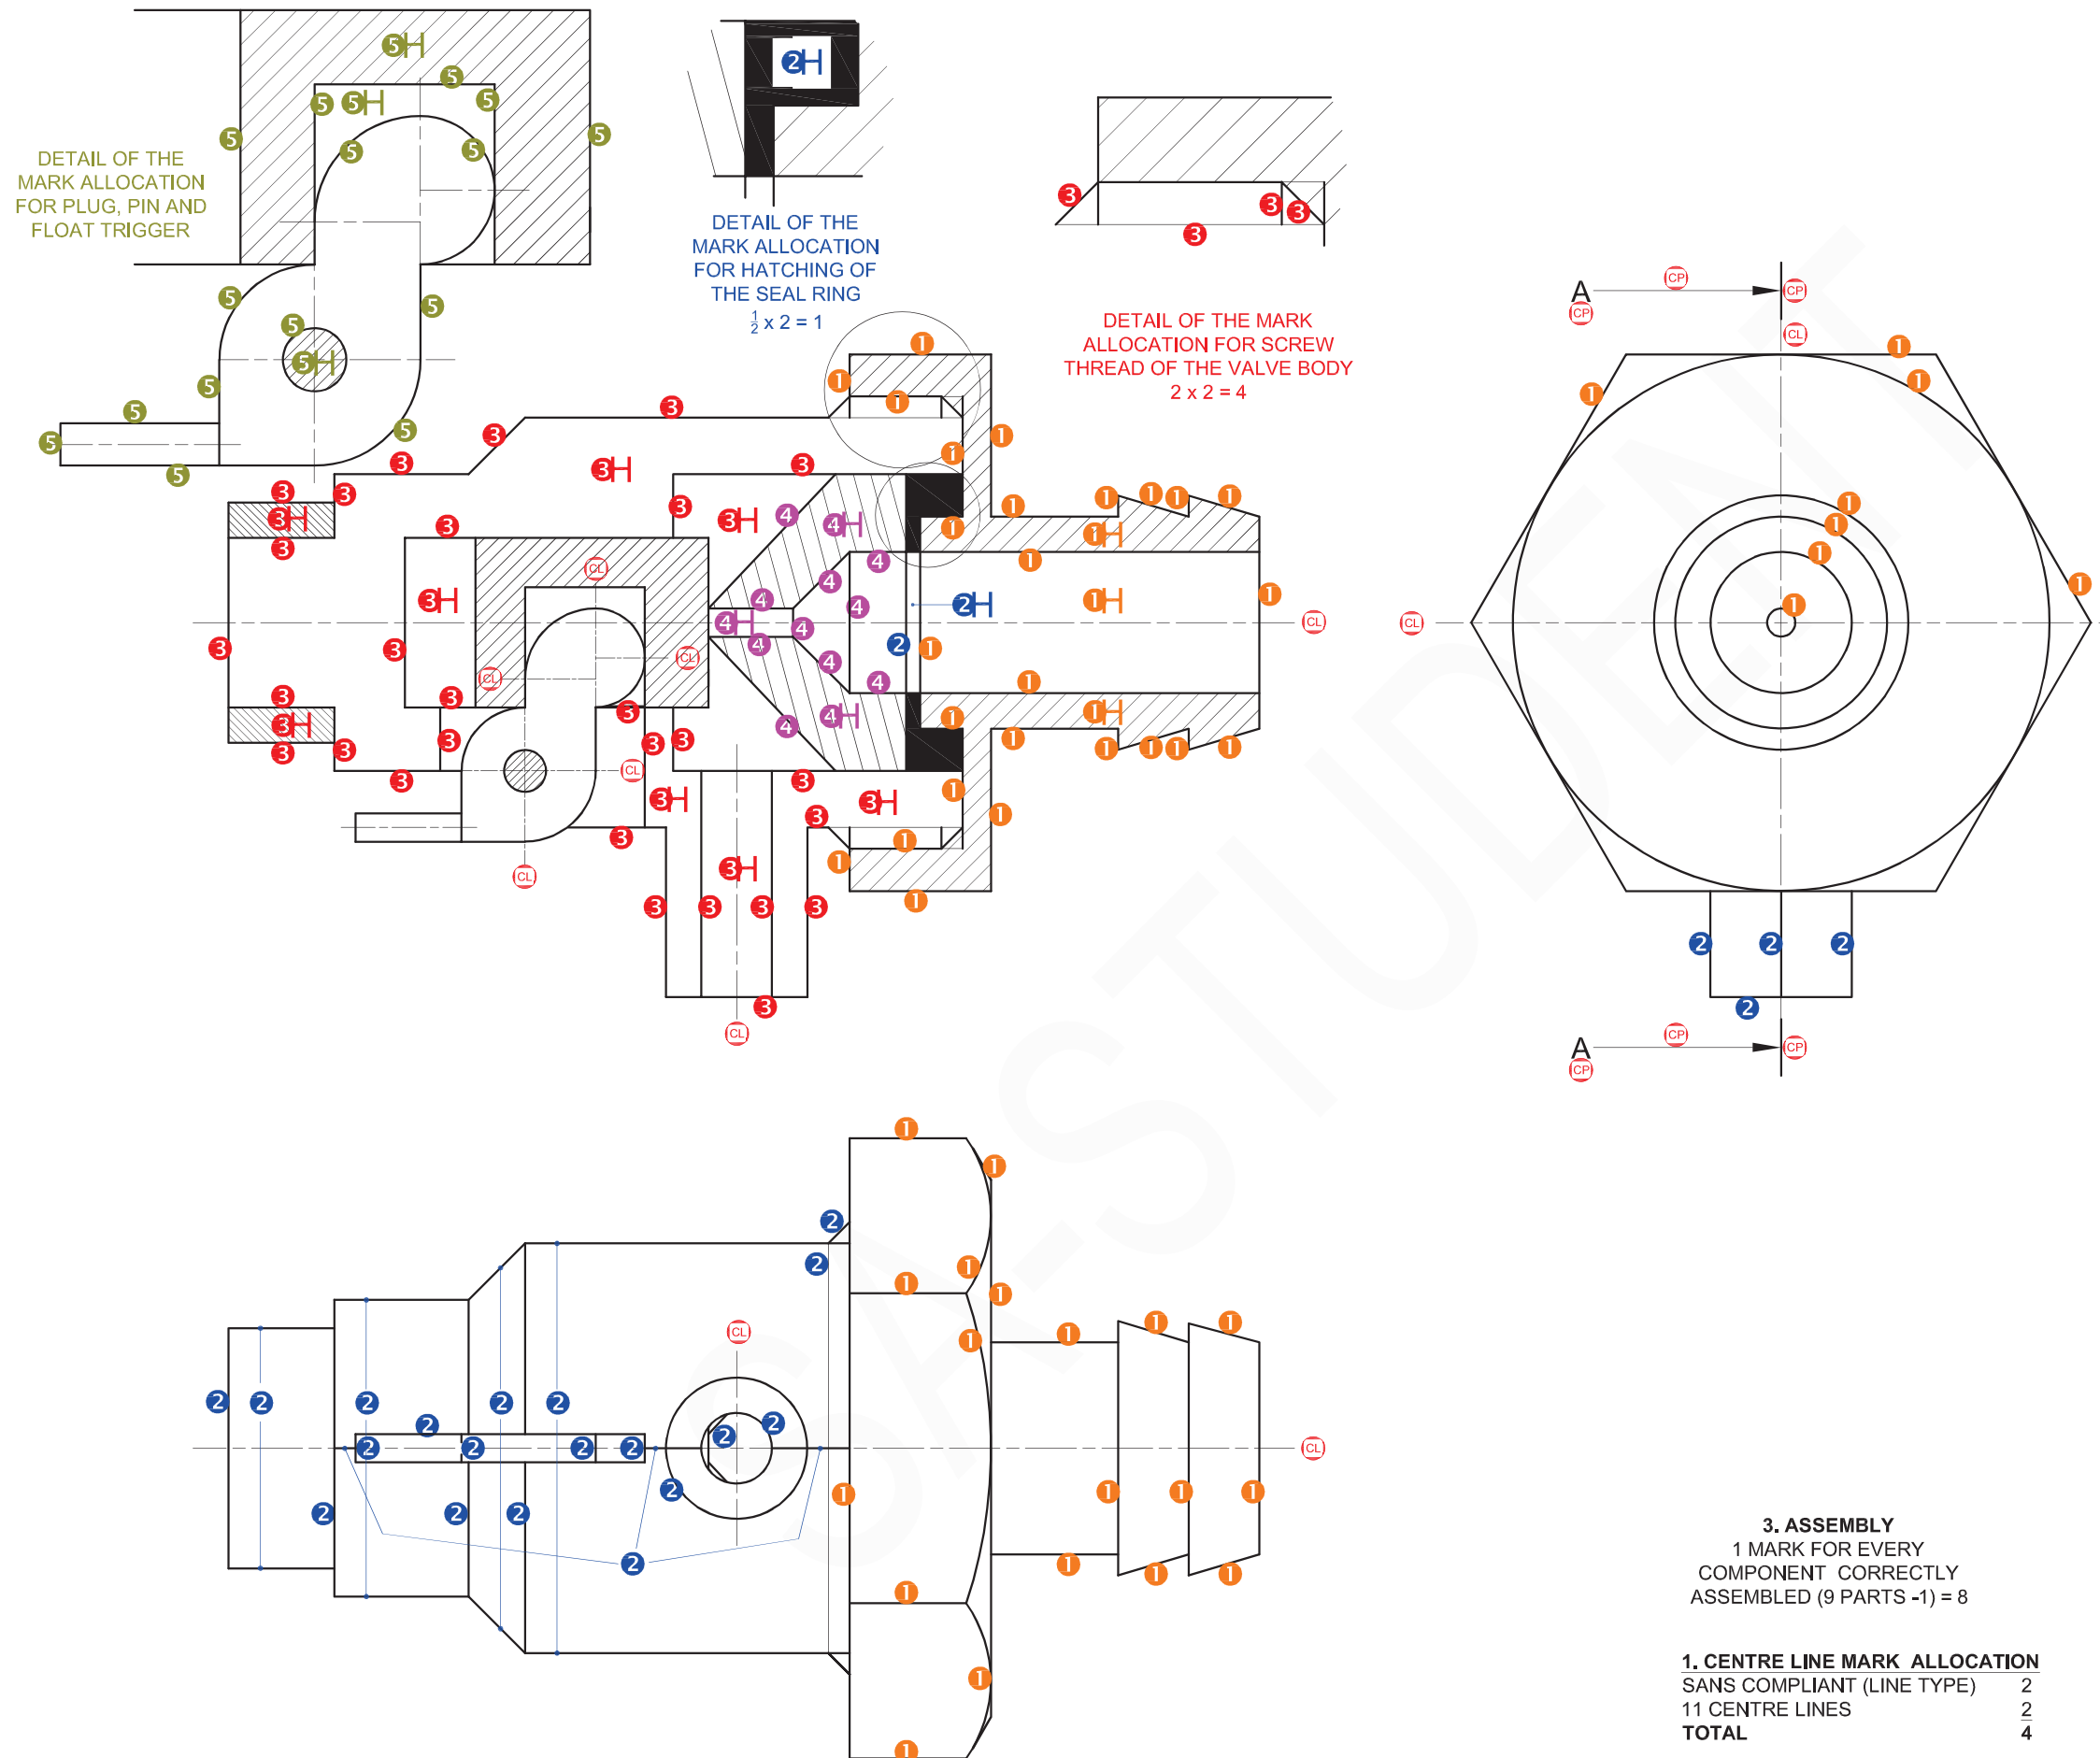 DETAIL OF THE
MARK ALLOCATION
FOR PLUG, PIN AND
FLOAT TRIGGER
DETAIL OF THE
MARK ALLOCATION
FOR HATCHING OF
THE SEAL RING
½ x 2 = 1
DETAIL OF THE MARK
ALLOCATION FOR SCREW
THREAD OF THE VALVE BODY
2 x 2 = 4
A
A
SA-STUDENT
3. ASSEMBLY
1 MARK FOR EVERY
COMPONENT CORRECTLY
ASSEMBLED (9 PARTS -1) = 8
1. CENTRE LINE MARK ALLOCATION
SANS COMPLIANT (LINE TYPE) 2
11 CENTRE LINES 2
TOTAL 4